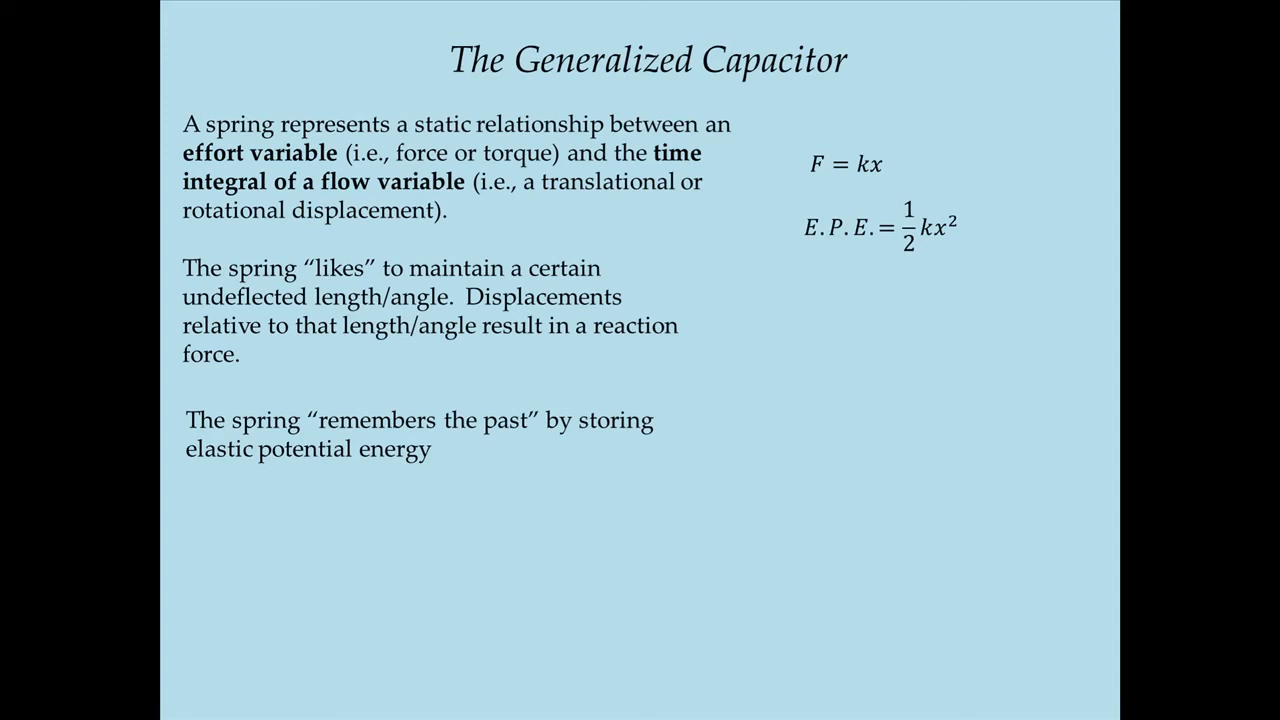 The Generalized Capacitor
A spring represents a static relationship between an
effort variable (i.e., force or torque) and the time
integral of a flow variable (i.e., a translational or
rotational displacement).
The spring “likes” to maintain a certain
undeflected length/angle.  Displacements
relative to that length/angle result in a reaction
force.
The spring “remembers the past” by storing
elastic potential energy
F = kx
E.P.E. = 1/2 kx²